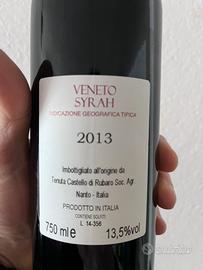 VENETO
SYRAH
INDICAZIONE GEOGRAFICA TIPICA
2013
Imbottigliato all'origine da
Tenuta Castello di Rubaro Soc. Agr.
Nanto - Italia
PRODOTTO IN ITALIA
CONTIENE SOLFITI
L 14-356
750 ml e 13,5%vol
subito